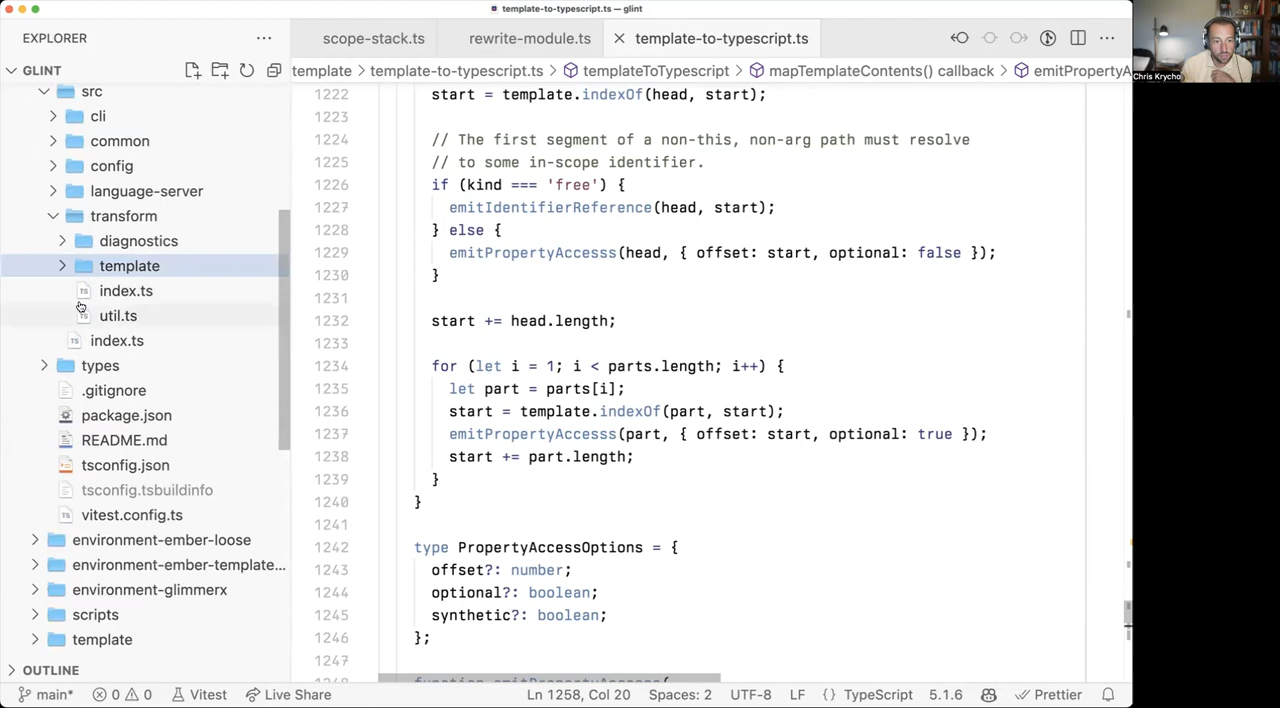 template-to-typescript.ts — glint
EXPLORER
scope-stack.ts
rewrite-module.ts
template-to-typescript.ts
GLINT
template > template-to-typescript.ts > templateToTypescript > mapTemplateContents() callback > emitPropertyA
src
cli
common
config
language-server
transform
diagnostics
template
index.ts
util.ts
index.ts
types
.gitignore
package.json
README.md
tsconfig.json
tsconfig.tsbuildinfo
vitest.config.ts
environment-ember-loose
environment-ember-template...
environment-glimmerx
scripts
template
OUTLINE
1222 start = template.indexOf(head, start);
1223
1224 // The first segment of a non-this, non-arg path must resolve
1225 // to some in-scope identifier.
1226 if (kind === 'free') {
1227 emitIdentifierReference(head, start);
1228 } else {
1229 emitPropertyAccesss(head, { offset: start, optional: false });
1230 }
1231
1232 start += head.length;
1233
1234 for (let i = 1; i < parts.length; i++) {
1235 let part = parts[i];
1236 start = template.indexOf(part, start);
1237 emitPropertyAccesss(part, { offset: start, optional: true });
1238 start += part.length;
1239 }
1240 }
1241
1242 type PropertyAccessOptions = {
1243 offset?: number;
1244 optional?: boolean;
1245 synthetic?: boolean;
1246 };
1247
main* 0 0 Vitest Live Share Ln 1258, Col 20 Spaces: 2 UTF-8 LF {} TypeScript 5.1.6 Prettier
Chris Krycho